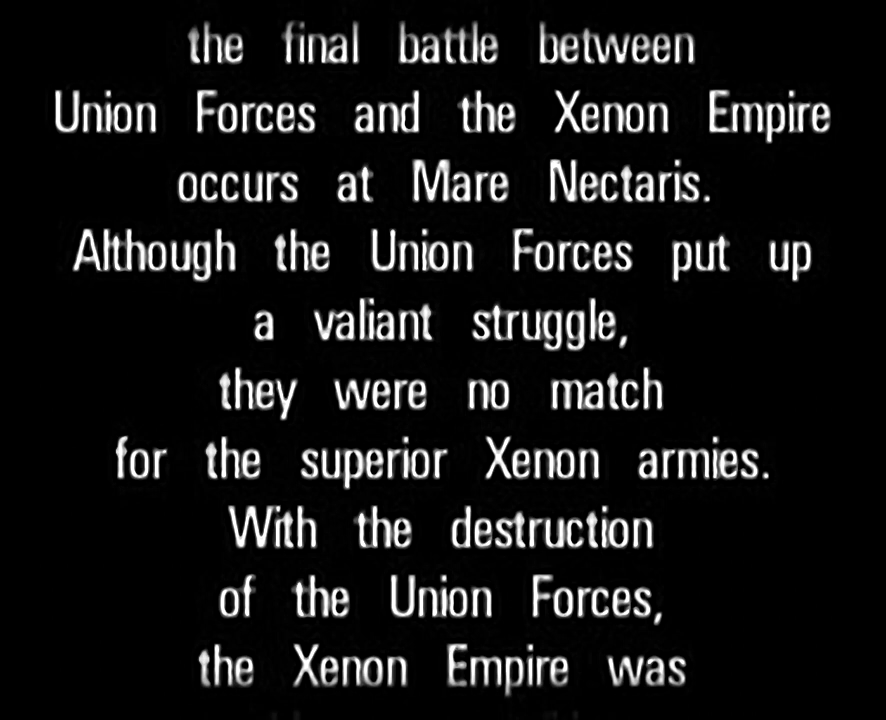 the final battle between
Union Forces and the Xenon Empire
occurs at Mare Nectaris.
Although the Union Forces put up
a valiant struggle,
they were no match
for the superior Xenon armies.
With the destruction
of the Union Forces,
the Xenon Empire was